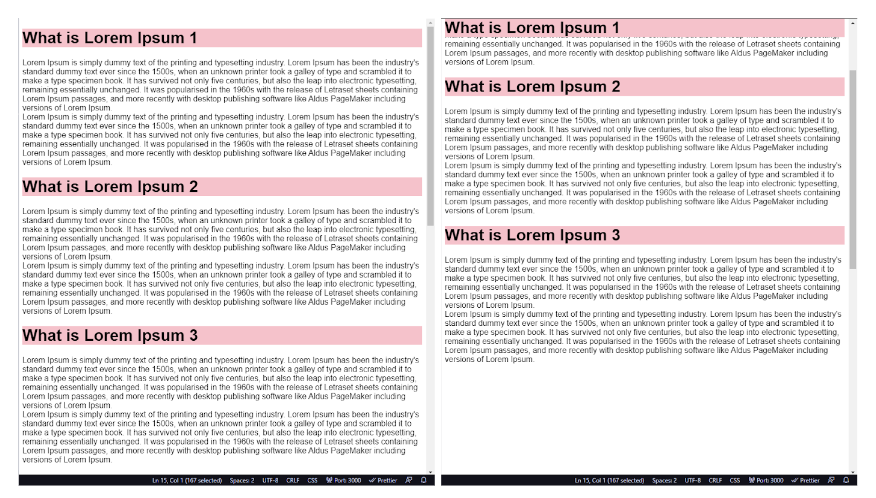 What is Lorem Ipsum 1
Lorem Ipsum is simply dummy text of the printing and typesetting industry. Lorem Ipsum has been the industry's
standard dummy text ever since the 1500s, when an unknown printer took a galley of type and scrambled it to
make a type specimen book. It has survived not only five centuries, but also the leap into electronic typesetting,
remaining essentially unchanged. It was popularised in the 1960s with the release of Letraset sheets containing
Lorem Ipsum passages, and more recently with desktop publishing software like Aldus PageMaker including
versions of Lorem Ipsum.
Lorem Ipsum is simply dummy text of the printing and typesetting industry. Lorem Ipsum has been the industry's
standard dummy text ever since the 1500s, when an unknown printer took a galley of type and scrambled it to
make a type specimen book. It has survived not only five centuries, but also the leap into electronic typesetting,
remaining essentially unchanged. It was popularised in the 1960s with the release of Letraset sheets containing
Lorem Ipsum passages, and more recently with desktop publishing software like Aldus PageMaker including
versions of Lorem Ipsum.
What is Lorem Ipsum 2
Lorem Ipsum is simply dummy text of the printing and typesetting industry. Lorem Ipsum has been the industry's
standard dummy text ever since the 1500s, when an unknown printer took a galley of type and scrambled it to
make a type specimen book. It has survived not only five centuries, but also the leap into electronic typesetting,
remaining essentially unchanged. It was popularised in the 1960s with the release of Letraset sheets containing
Lorem Ipsum passages, and more recently with desktop publishing software like Aldus PageMaker including
versions of Lorem Ipsum.
Lorem Ipsum is simply dummy text of the printing and typesetting industry. Lorem Ipsum has been the industry's
standard dummy text ever since the 1500s, when an unknown printer took a galley of type and scrambled it to
make a type specimen book. It has survived not only five centuries, but also the leap into electronic typesetting,
remaining essentially unchanged. It was popularised in the 1960s with the release of Letraset sheets containing
Lorem Ipsum passages, and more recently with desktop publishing software like Aldus PageMaker including
versions of Lorem Ipsum.
What is Lorem Ipsum 3
Lorem Ipsum is simply dummy text of the printing and typesetting industry. Lorem Ipsum has been the industry's
standard dummy text ever since the 1500s, when an unknown printer took a galley of type and scrambled it to
make a type specimen book. It has survived not only five centuries, but also the leap into electronic typesetting,
remaining essentially unchanged. It was popularised in the 1960s with the release of Letraset sheets containing
Lorem Ipsum passages, and more recently with desktop publishing software like Aldus PageMaker including
versions of Lorem Ipsum.
Lorem Ipsum is simply dummy text of the printing and typesetting industry. Lorem Ipsum has been the industry's
standard dummy text ever since the 1500s, when an unknown printer took a galley of type and scrambled it to
make a type specimen book. It has survived not only five centuries, but also the leap into electronic typesetting,
remaining essentially unchanged. It was popularised in the 1960s with the release of Letraset sheets containing
Lorem Ipsum passages, and more recently with desktop publishing software like Aldus PageMaker including
versions of Lorem Ipsum.
Ln 15, Col 1 (167 selected) Spaces: 2 UTF-8 CRLF CSS Port: 3000 Prettier
What is Lorem Ipsum 1
remaining essentially unchanged. It was popularised in the 1960s with the release of Letraset sheets containing
Lorem Ipsum passages, and more recently with desktop publishing software like Aldus PageMaker including
versions of Lorem Ipsum.
What is Lorem Ipsum 2
Lorem Ipsum is simply dummy text of the printing and typesetting industry. Lorem Ipsum has been the industry's
standard dummy text ever since the 1500s, when an unknown printer took a galley of type and scrambled it to
make a type specimen book. It has survived not only five centuries, but also the leap into electronic typesetting,
remaining essentially unchanged. It was popularised in the 1960s with the release of Letraset sheets containing
Lorem Ipsum passages, and more recently with desktop publishing software like Aldus PageMaker including
versions of Lorem Ipsum.
Lorem Ipsum is simply dummy text of the printing and typesetting industry. Lorem Ipsum has been the industry's
standard dummy text ever since the 1500s, when an unknown printer took a galley of type and scrambled it to
make a type specimen book. It has survived not only five centuries, but also the leap into electronic typesetting,
remaining essentially unchanged. It was popularised in the 1960s with the release of Letraset sheets containing
Lorem Ipsum passages, and more recently with desktop publishing software like Aldus PageMaker including
versions of Lorem Ipsum.
What is Lorem Ipsum 3
Lorem Ipsum is simply dummy text of the printing and typesetting industry. Lorem Ipsum has been the industry's
standard dummy text ever since the 1500s, when an unknown printer took a galley of type and scrambled it to
make a type specimen book. It has survived not only five centuries, but also the leap into electronic typesetting,
remaining essentially unchanged. It was popularised in the 1960s with the release of Letraset sheets containing
Lorem Ipsum passages, and more recently with desktop publishing software like Aldus PageMaker including
versions of Lorem Ipsum.
Lorem Ipsum is simply dummy text of the printing and typesetting industry. Lorem Ipsum has been the industry's
standard dummy text ever since the 1500s, when an unknown printer took a galley of type and scrambled it to
make a type specimen book. It has survived not only five centuries, but also the leap into electronic typesetting,
remaining essentially unchanged. It was popularised in the 1960s with the release of Letraset sheets containing
Lorem Ipsum passages, and more recently with desktop publishing software like Aldus PageMaker including
versions of Lorem Ipsum.
Ln 15, Col 1 (167 selected) Spaces: 2 UTF-8 CRLF CSS Port: 3000 Prettier